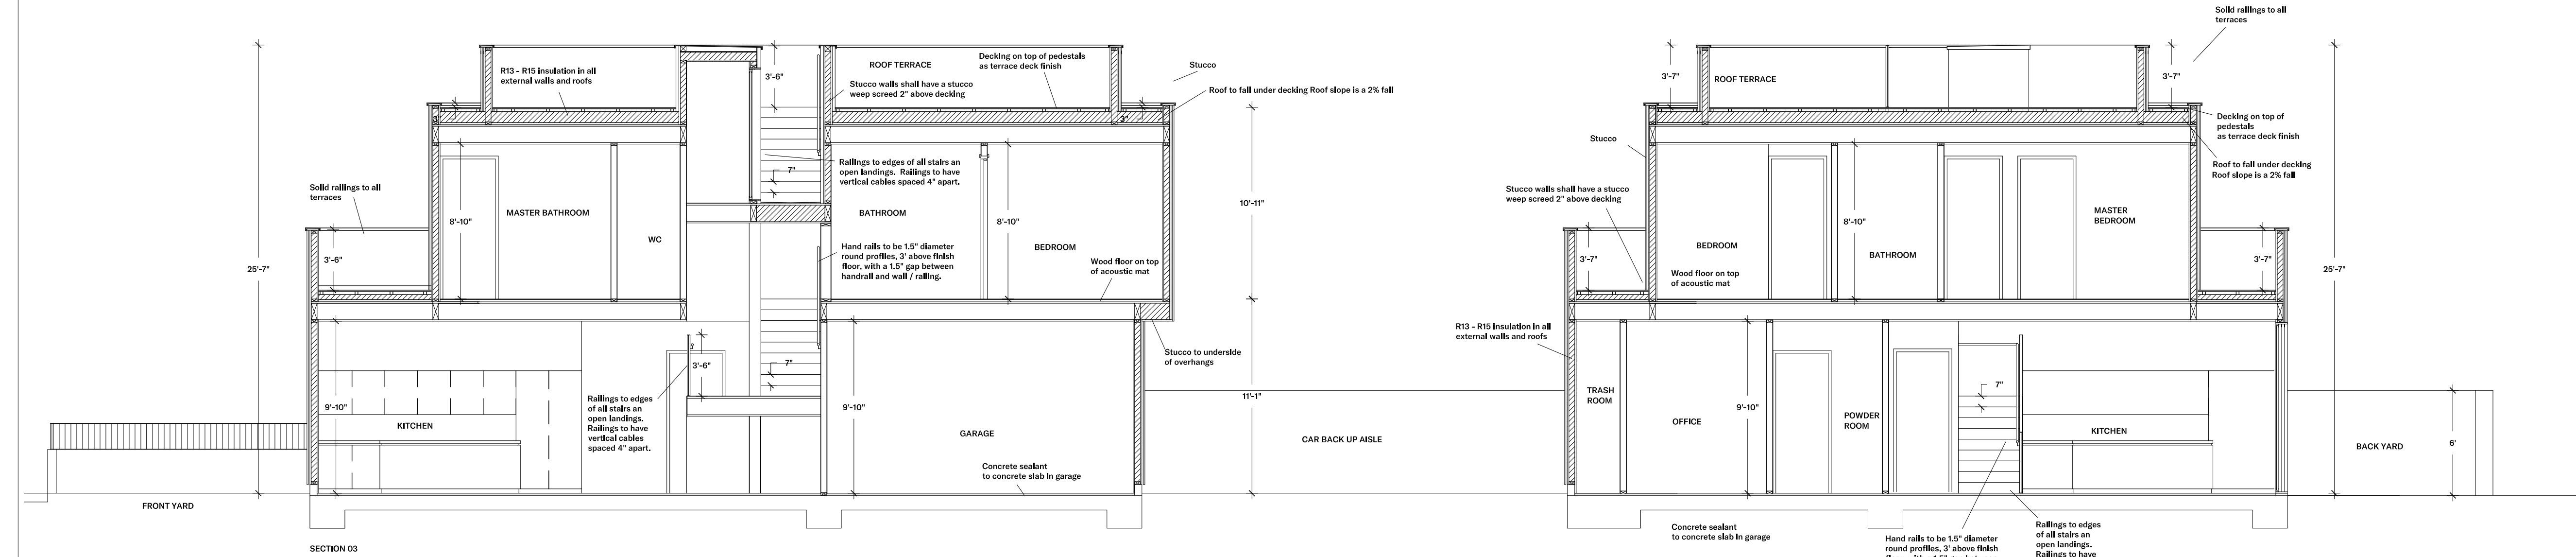 R13 - R15 insulation in all
external walls and roofs
3'-6"
ROOF TERRACE
Decking on top of pedestals
as terrace deck finish
Stucco walls shall have a stucco
weep screed 2" above decking
Stucco
Roof to fall under decking Roof slope is a 2% fall
3"
3"
Solid railings to all
terraces
3'-6"
25'-7"
8'-10"
MASTER BATHROOM
WC
7"
Railings to edges of all stairs an
open landings. Railings to have
vertical cables spaced 4" apart.
BATHROOM
8'-10"
BEDROOM
10'-11"
Hand rails to be 1.5" diameter
round profiles, 3' above finish
floor, with a 1.5" gap between
handrail and wall / railing.
Wood floor on top
of acoustic mat
Stucco to underside
of overhangs
3'-6"
7"
11'-1"
9'-10"
KITCHEN
Railings to edges
of all stairs an
open landings.
Railings to have
vertical cables
spaced 4" apart.
9'-10"
GARAGE
Concrete sealant
to concrete slab in garage
CAR BACK UP AISLE
FRONT YARD
SECTION 03
Solid railings to all
terraces
3'-7"
ROOF TERRACE
3'-7"
Decking on top of
pedestals
as terrace deck finish
Stucco
Roof to fall under decking
Roof slope is a 2% fall
Stucco walls shall have a stucco
weep screed 2" above decking
3'-7"
BEDROOM
8'-10"
BATHROOM
MASTER
BEDROOM
3'-7"
25'-7"
Wood floor on top
of acoustic mat
R13 - R15 insulation in all
external walls and roofs
TRASH
ROOM
OFFICE
9'-10"
POWDER
ROOM
7"
KITCHEN
BACK YARD
6'
Concrete sealant
to concrete slab in garage
Hand rails to be 1.5" diameter
round profiles, 3' above finish
Railings to edges
of all stairs an
open landings.
Railings to have